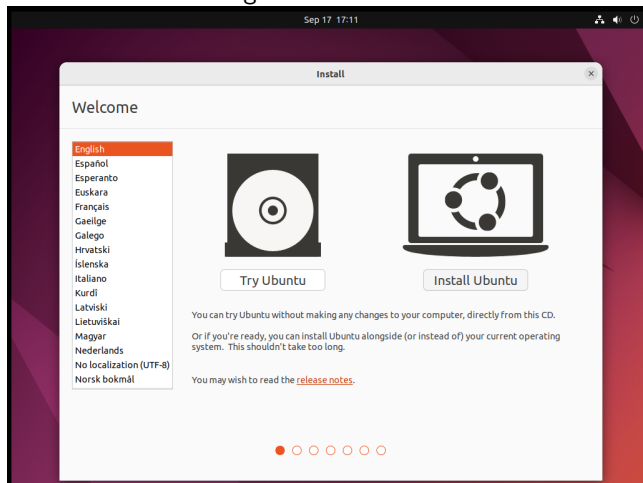 Sep 17 17:11
Install
Welcome
English
Español
Esperanto
Euskara
Français
Gaeilge
Galego
Hrvatski
Íslenska
Italiano
Kurdî
Latviski
Lietuviškai
Magyar
Nederlands
No localization (UTF-8)
Norsk bokmål
Try Ubuntu
Install Ubuntu
You can try Ubuntu without making any changes to your computer, directly from this CD.
Or if you're ready, you can install Ubuntu alongside (or instead of) your current operating
system. This shouldn't take too long.
You may wish to read the release notes.